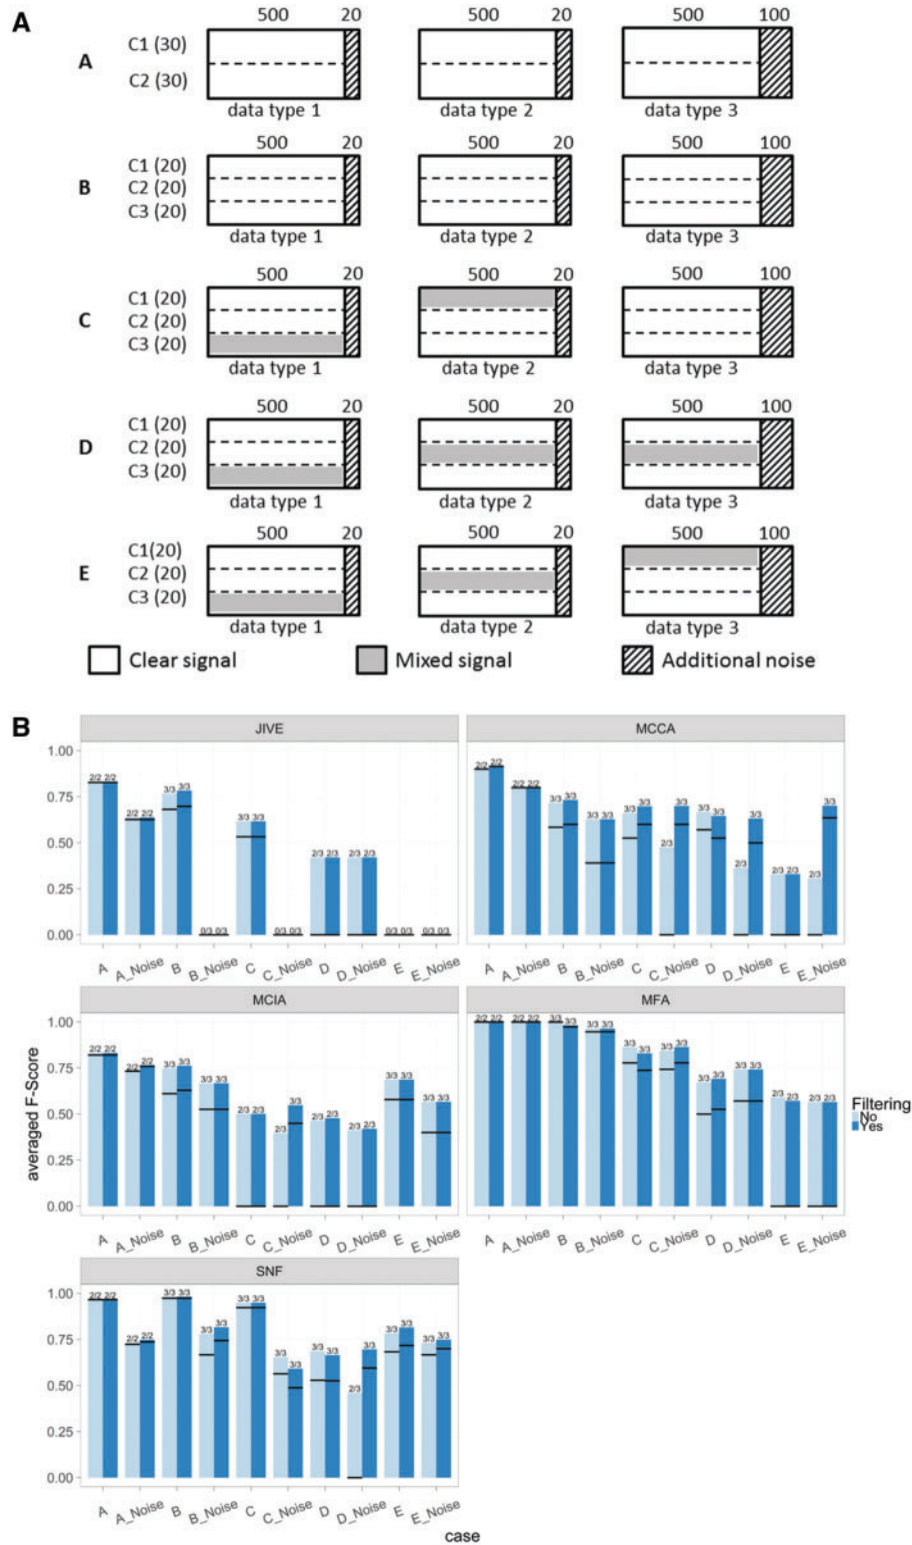 A
500 20 500 20 500 100
A C1 (30)
C2 (30)
data type 1 data type 2 data type 3
500 20 500 20 500 100
C1 (20)
B C2 (20)
C3 (20)
data type 1 data type 2 data type 3
500 20 500 20 500 100
C1 (20)
C C2 (20)
C3 (20)
data type 1 data type 2 data type 3
500 20 500 20 500 100
C1 (20)
D C2 (20)
C3 (20)
data type 1 data type 2 data type 3
500 20 500 20 500 100
C1(20)
E C2 (20)
C3 (20)
data type 1 data type 2 data type 3
Clear signal Mixed signal Additional noise
B
JIVE
1.00
0.75
0.50
0.25
0.00
2/2 2/2 2/2 2/2 3/3 3/3 0/3 0/3 3/3 3/3 0/3 0/3 2/3 2/3 2/3 2/3 0/3 0/3 0/3 0/3
A A_Noise B B_Noise C C_Noise D D_Noise E E_Noise
MCCA
2/2 2/2 2/2 2/2 3/3 3/3 3/3 3/3 3/3 3/3 2/3 3/3 3/3 3/3 2/3 3/3 2/3 2/3 2/3 3/3
A A_Noise B B_Noise C C_Noise D D_Noise E E_Noise
MCIA
1.00
0.75
0.50
0.25
0.00
2/2 2/2 2/2 2/2 3/3 3/3 3/3 3/3 2/3 2/3 2/3 3/3 2/3 2/3 2/3 2/3 3/3 3/3 3/3 3/3
A A_Noise B B_Noise C C_Noise D D_Noise E E_Noise
MFA
2/2 2/2 2/2 2/2 3/3 3/3 3/3 3/3 3/3 3/3 3/3 3/3 3/3 3/3 3/3 3/3 2/3 2/3 2/3 2/3
A A_Noise B B_Noise C C_Noise D D_Noise E E_Noise
averaged F-Score
Filtering
No
Yes
SNF
1.00
0.75
0.50
0.25
0.00
2/2 2/2 2/2 2/2 3/3 3/3 3/3 3/3 3/3 3/3 3/3 3/3 3/3 3/3 2/3 3/3 3/3 3/3 3/3 3/3
A A_Noise B B_Noise C C_Noise D D_Noise E E_Noise
case